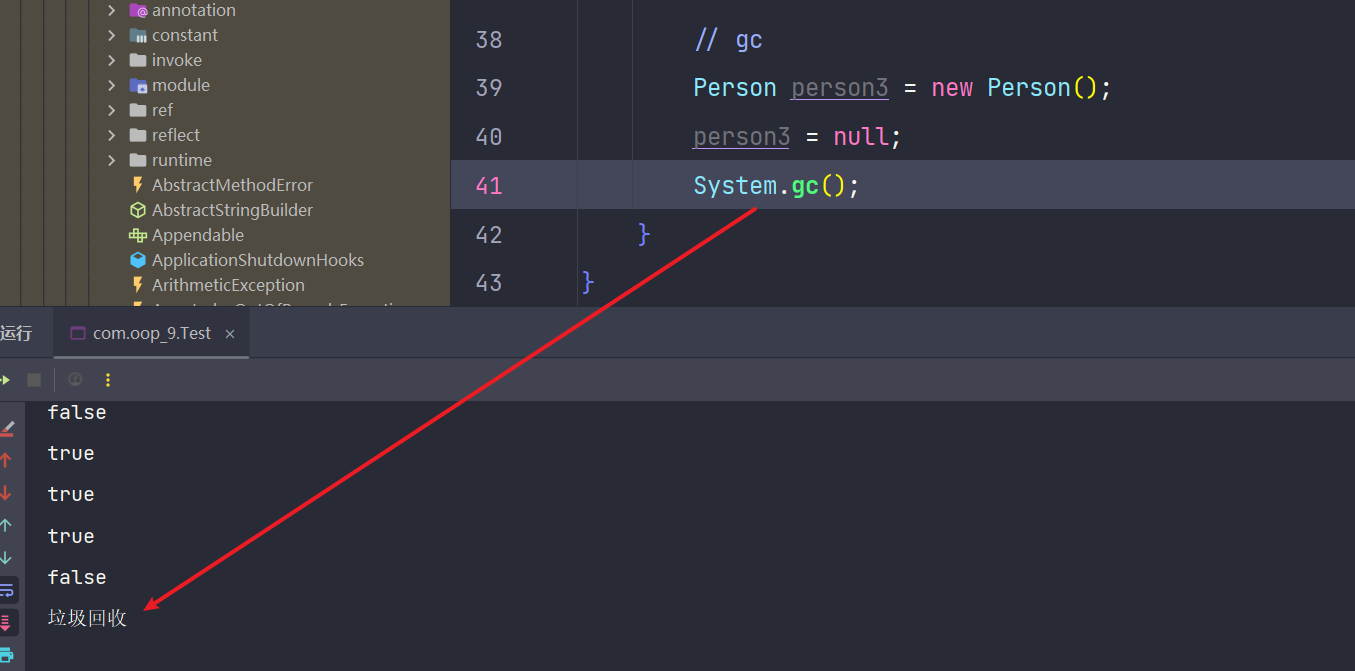 annotation
constant
invoke
module
ref
reflect
runtime
AbstractMethodError
AbstractStringBuilder
Appendable
ApplicationShutdownHooks
ArithmeticException
38 // gc
39 Person person3 = new Person();
40 person3 = null;
41 System.gc();
42 }
43 }
运行 com.oop_9.Test ×
false
true
true
true
false
垃圾回收